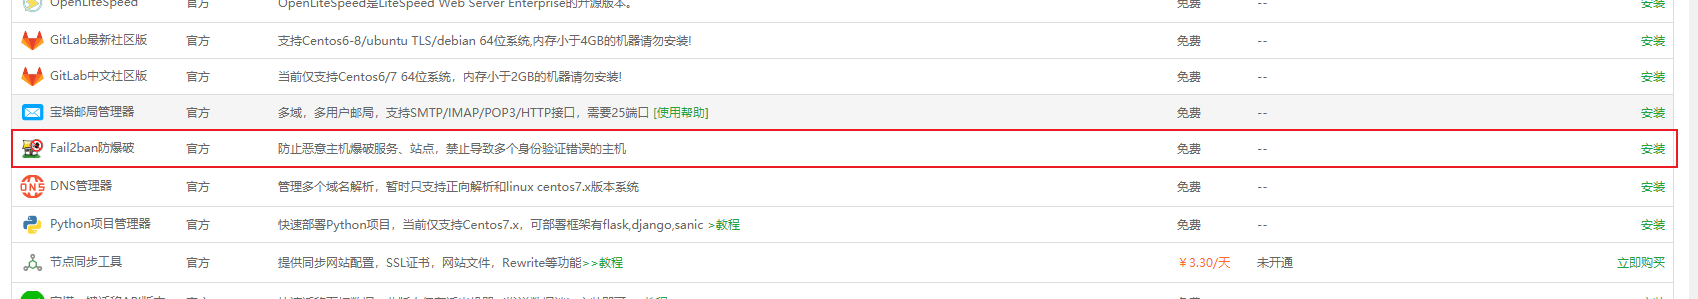 OpenLiteSpeed 官方 OpenLiteSpeed是LiteSpeed Web Server Enterprise的开源版本。 免费 -- 安装
GitLab最新社区版 官方 支持Centos6-8/ubuntu TLS/debian 64位系统,内存小于4GB的机器请勿安装! 免费 -- 安装
GitLab中文社区版 官方 当前仅支持Centos6/7 64位系统，内存小于2GB的机器请勿安装! 免费 -- 安装
宝塔邮局管理器 官方 多域，多用户邮局，支持SMTP/IMAP/POP3/HTTP接口，需要25端口 [使用帮助] 免费 -- 安装
Fail2ban防爆破 官方 防止恶意主机爆破服务、站点，禁止导致多个身份验证错误的主机 免费 -- 安装
DNS管理器 官方 管理多个域名解析，暂时只支持正向解析和linux centos7.x版本系统 免费 -- 安装
Python项目管理器 官方 快速部署Python项目，当前仅支持Centos7.x，可部署框架有flask,django,sanic >教程 免费 -- 安装
节点同步工具 官方 提供同步网站配置，SSL证书，网站文件，Rewrite等功能>>教程 ￥3.30/天 未开通 立即购买